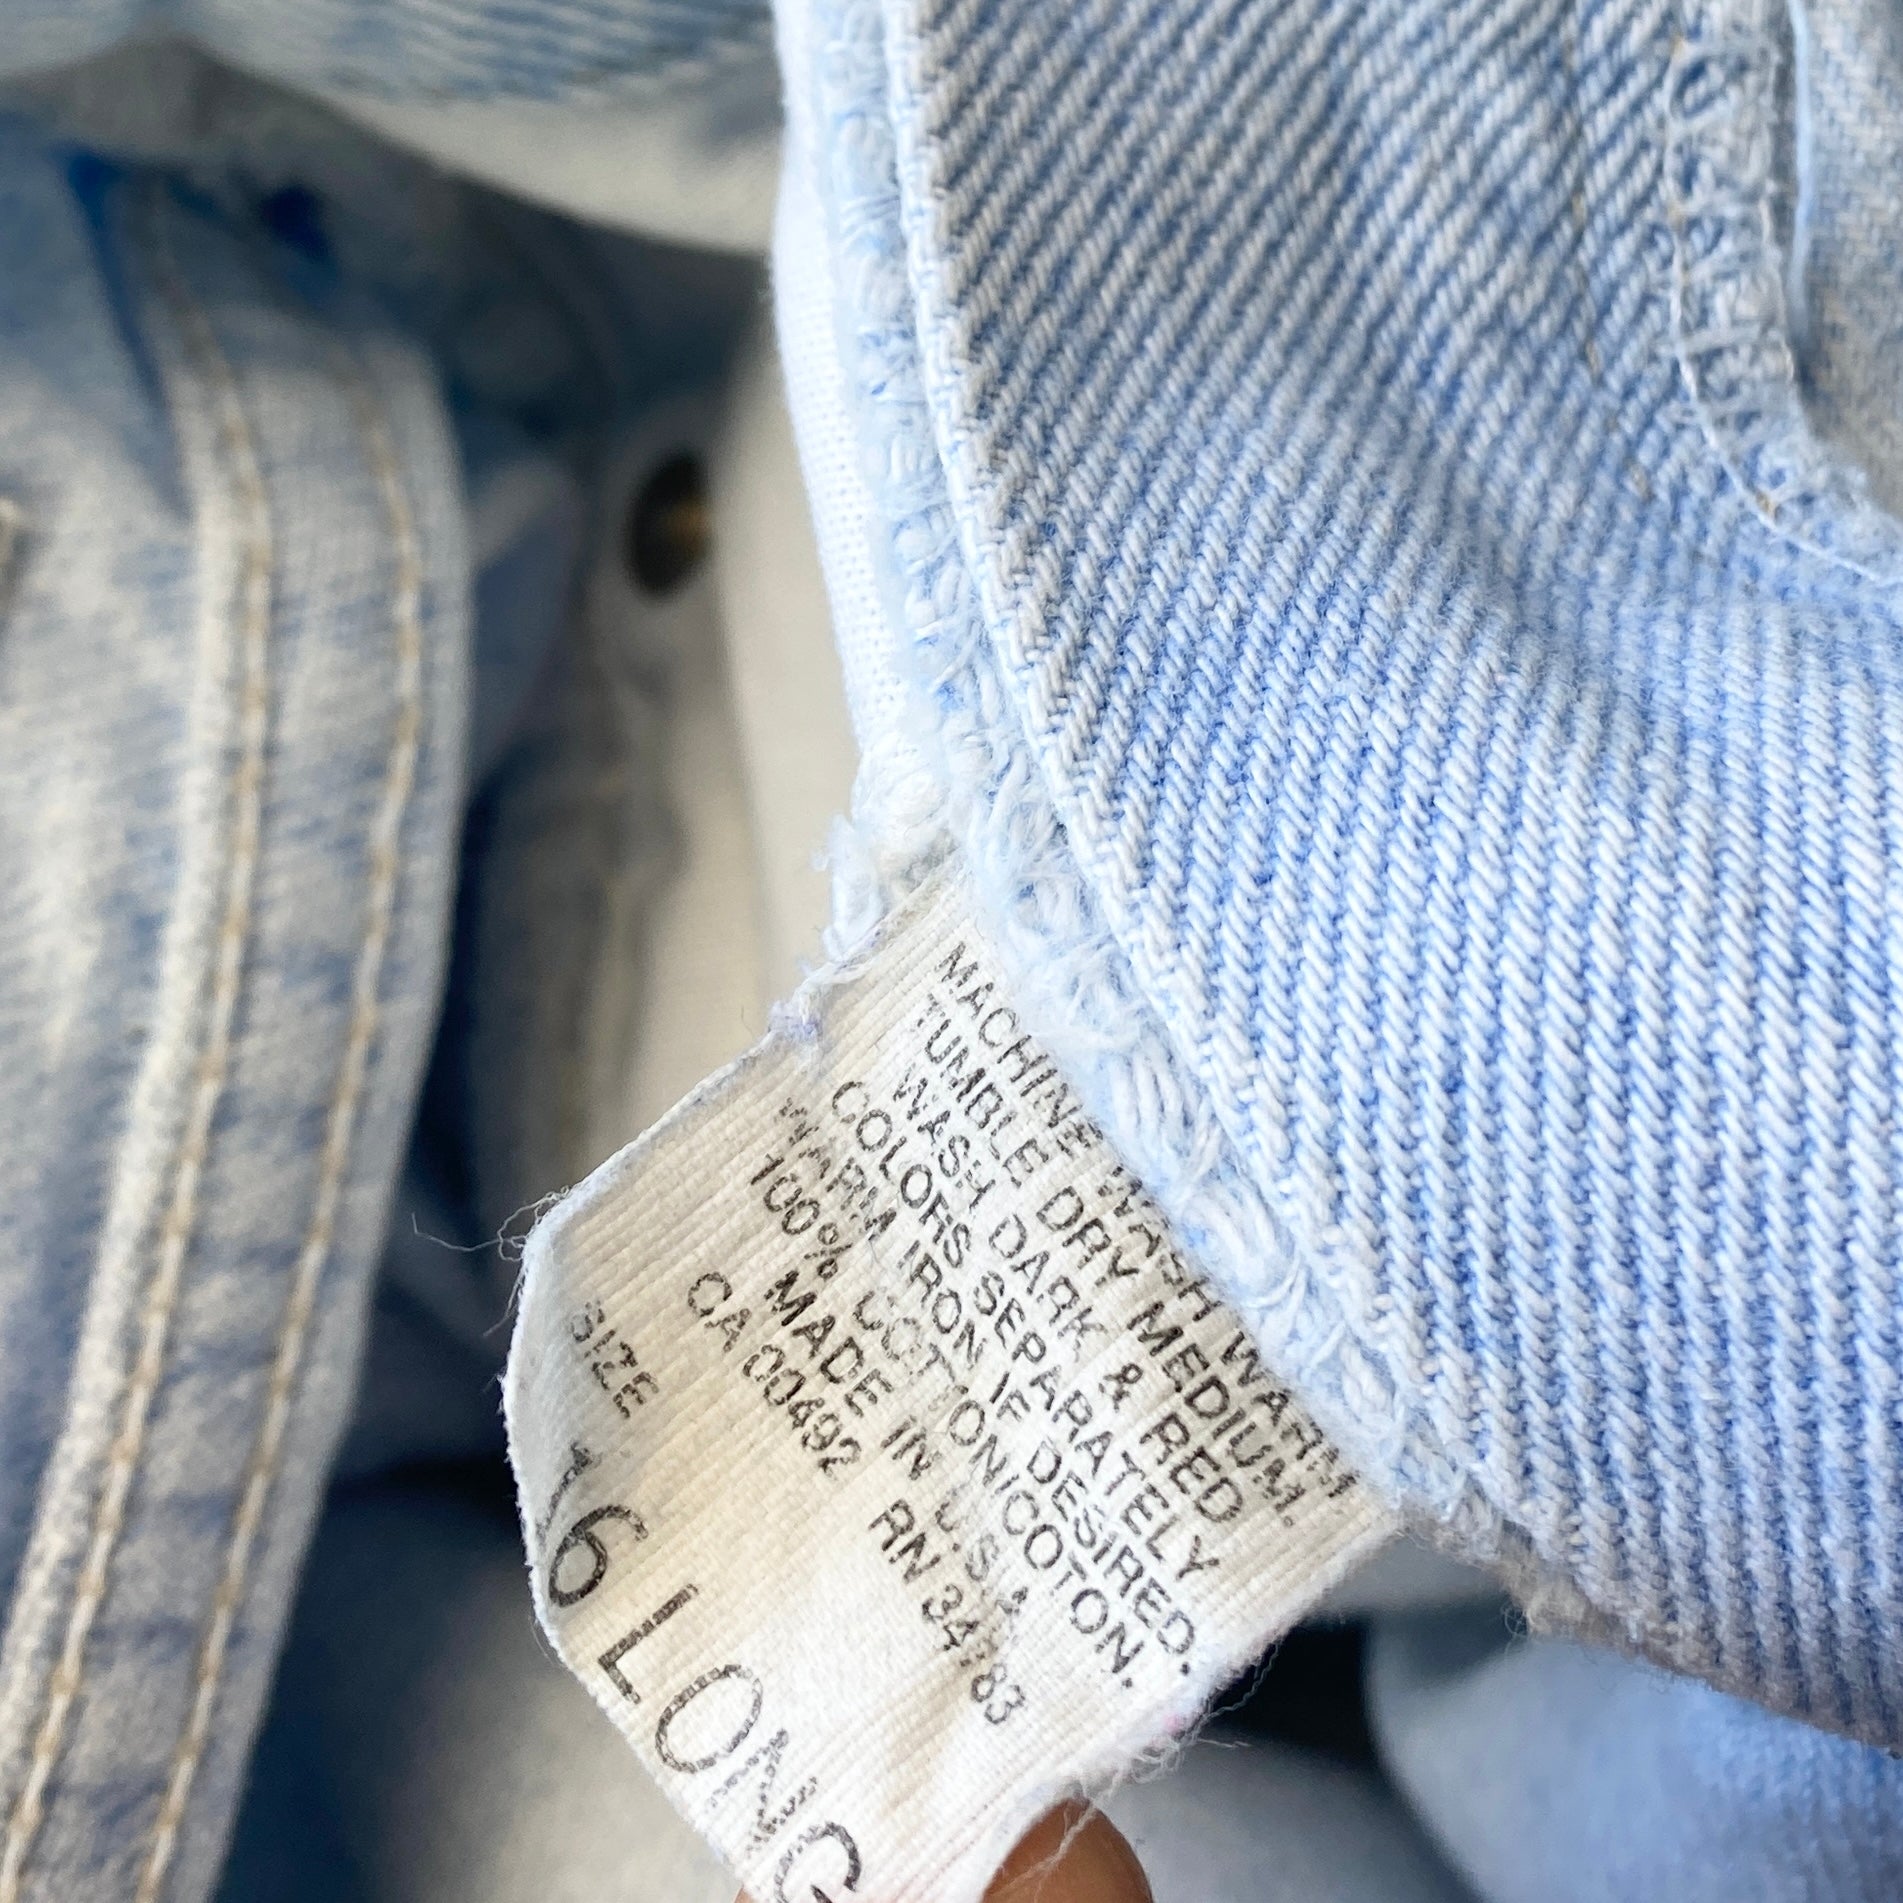 MACHINE WASH WARM
TUMBLE DRY MEDIUM.
WASH DARK & RED
COLORS SEPARATELY
WARM IRON IF DESIRED.
100% COTTON/COTON.
MADE IN U.S.A
CA 00492 RN 34783
SIZE
16 LONG